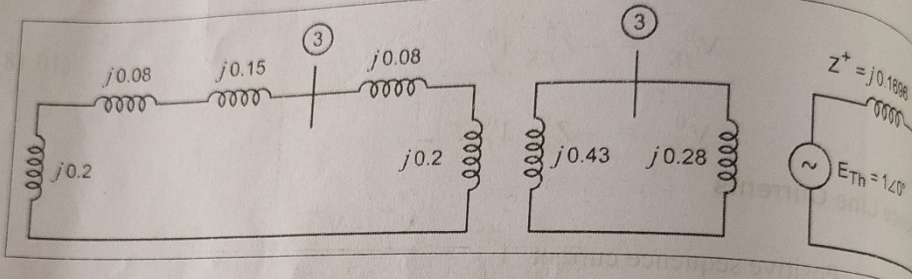 3
j0.08
j0.15
j0.08
j0.2
j0.2
3
j0.43
j0.28
Z⁺ = j0.1696
~
E_Th = 1∠0°